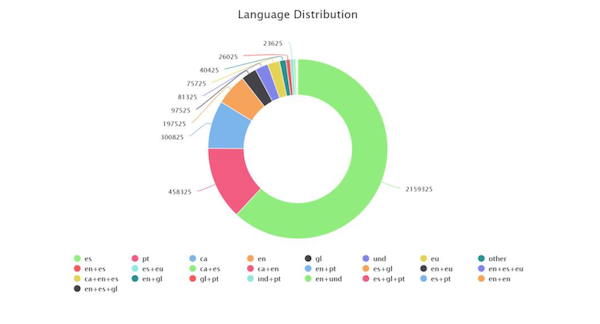 Language Distribution
23625
26025
40425
75725
81325
97525
197525
300825
458325
2159325
es pt ca en gl und eu other
en+es es+eu ca+es ca+en en+pt es+gl en+eu en+es+eu
ca+en+es en+gl gl+pt ind+pt en+und es+gl+pt es+pt en+en
en+es+gl